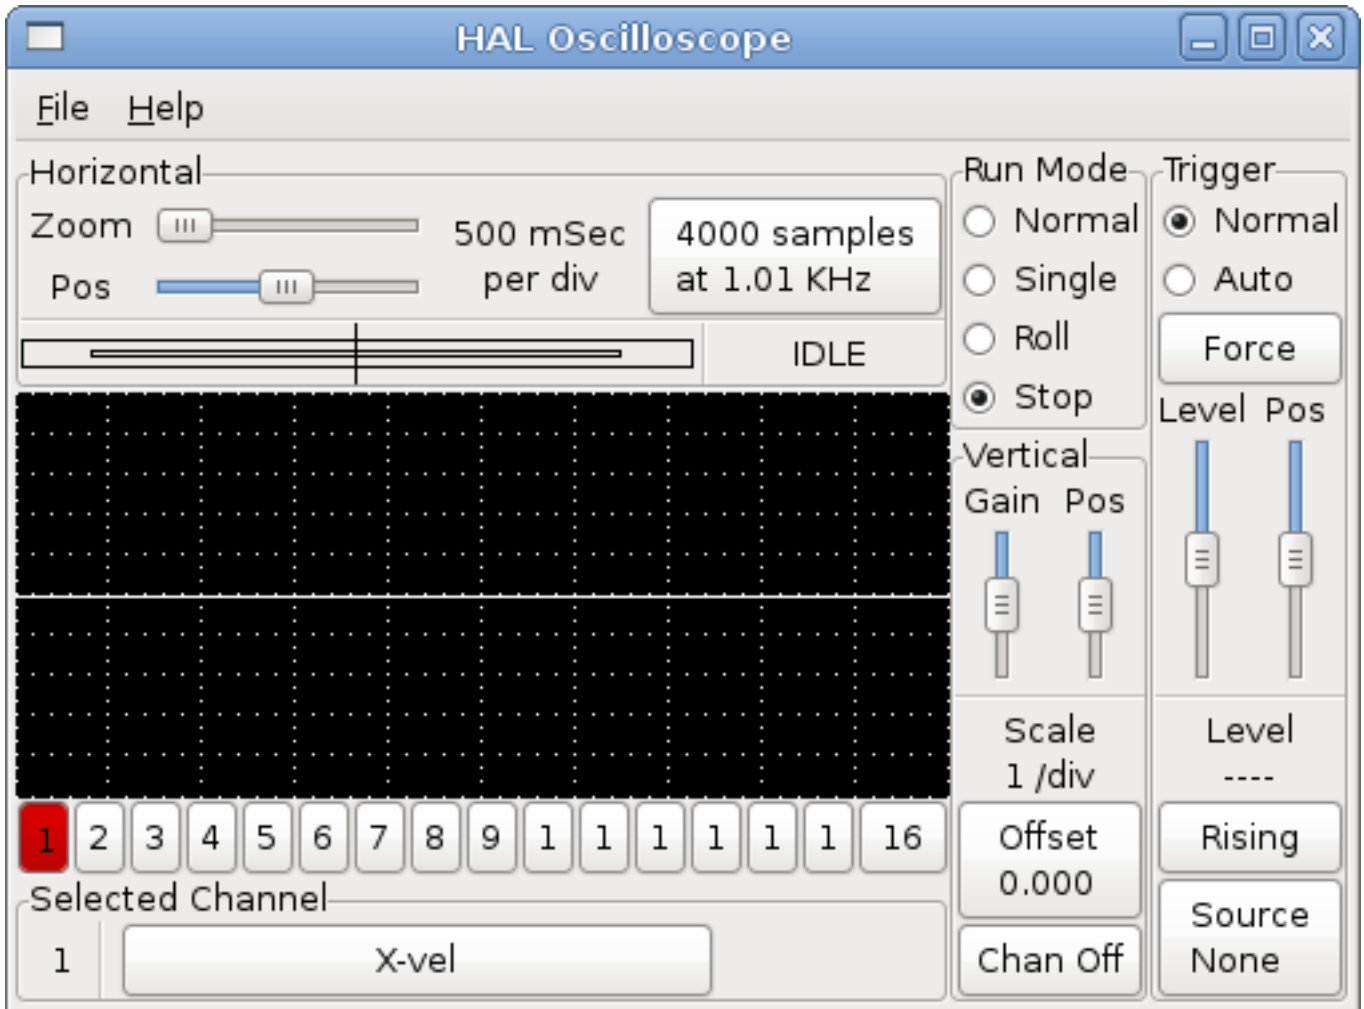 HAL Oscilloscope
File Help
Horizontal
Zoom
Pos
500 mSec
per div
4000 samples
at 1.01 KHz
IDLE
Run Mode
Normal
Single
Roll
Stop
Trigger
Normal
Auto
Force
Level Pos
Vertical
Gain Pos
Scale
1 /div
Offset
0.000
Chan Off
Level
----
Rising
Source
None
1 2 3 4 5 6 7 8 9 1 1 1 1 1 1 16
Selected Channel
1 X-vel